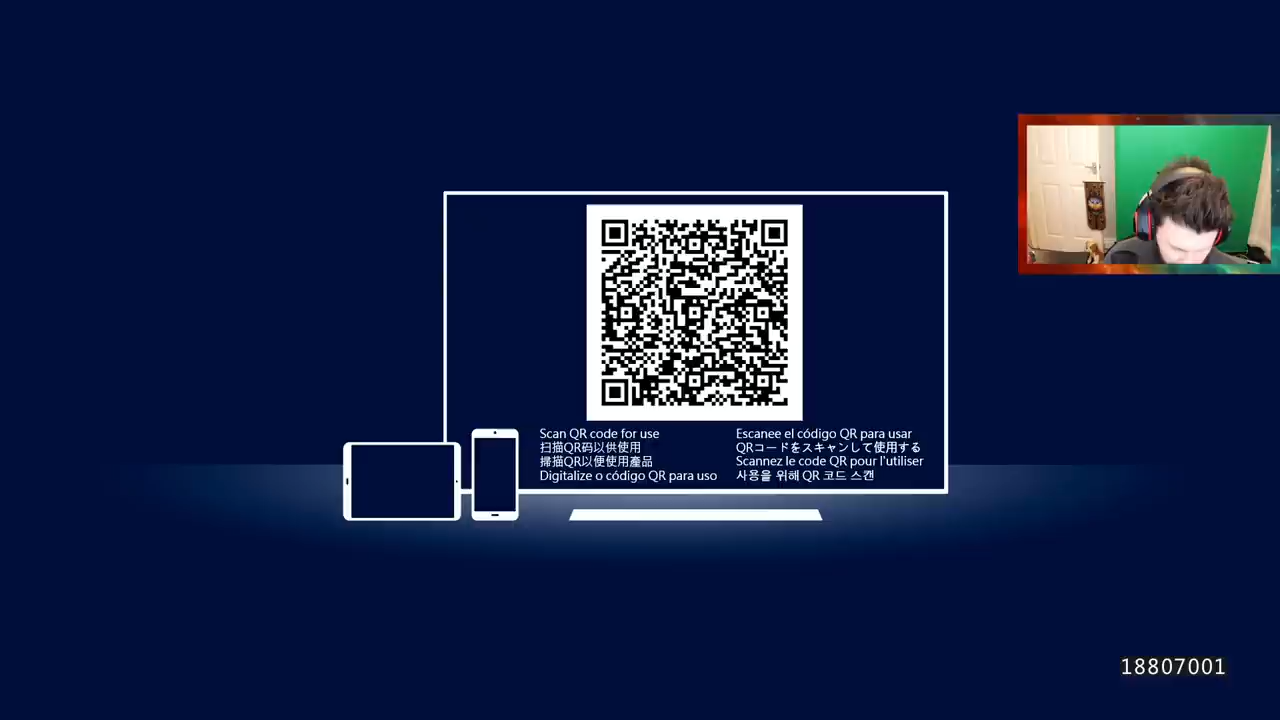 Scan QR code for use
扫描QR码以供使用
掃描QR以便使用產品
Digitalize o código QR para uso
Escanee el código QR para usar
QRコードをスキャンして使用する
Scannez le code QR pour l'utiliser
사용을 위해 QR 코드 스캔
18807001